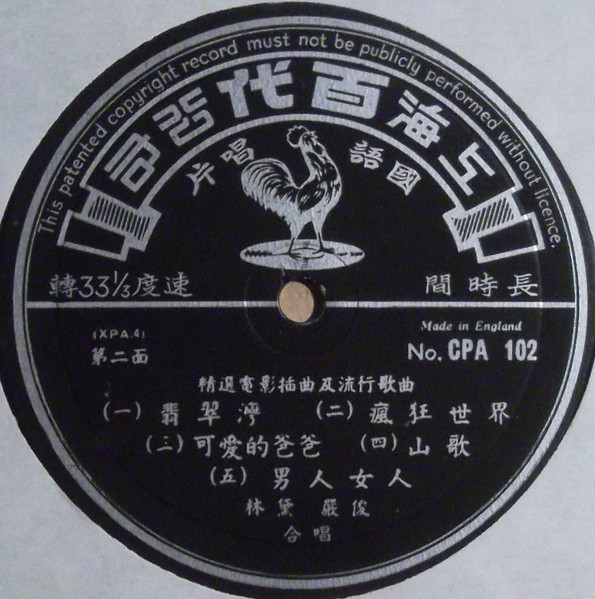 This patented copyright record must not be publicly performed without licence.
司公代百海上
片唱 語國
轉33⅓度速
間時長
(XPA.4)
第二面
Made in England
No. CPA 102
精選電影插曲及流行歌曲
(一) 翡翠灣 (二) 瘋狂世界
(三) 可愛的爸爸 (四) 山歌
(五) 男人女人
林黛 嚴俊
合唱